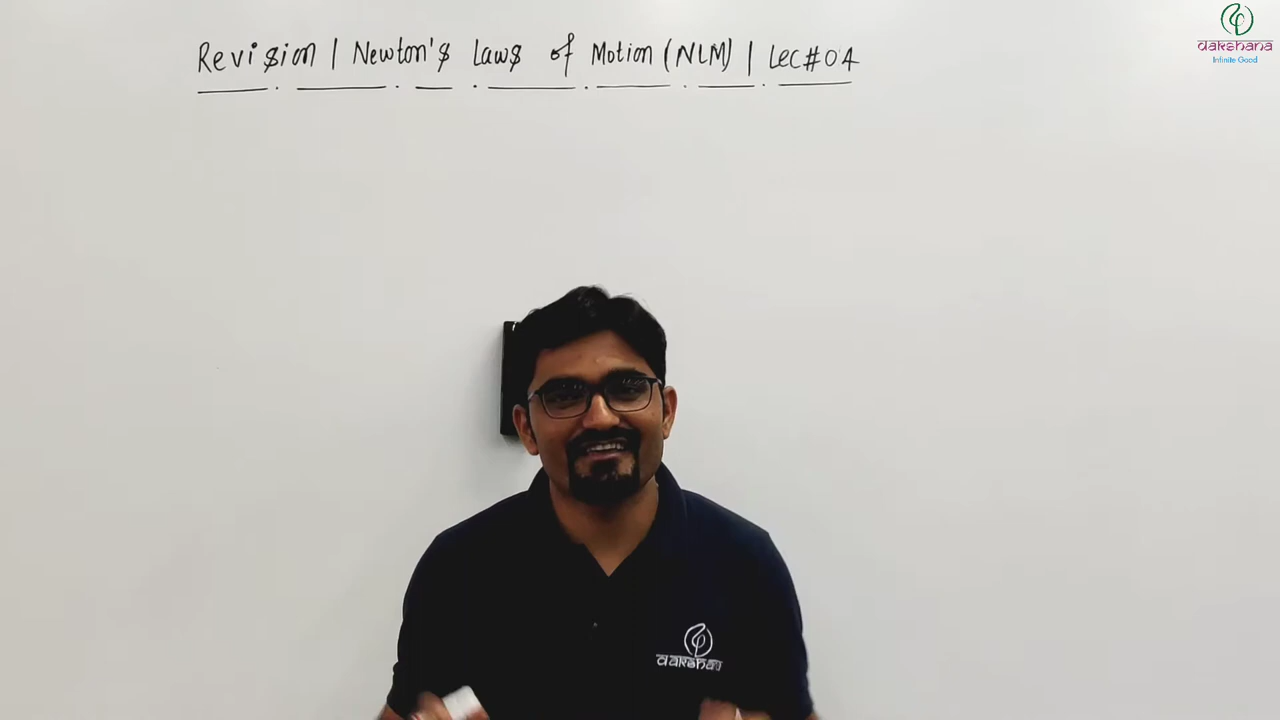 Revision | Newton's Laws of Motion (NLM) | Lec#04
dakshana
Infinite Good
dakshana